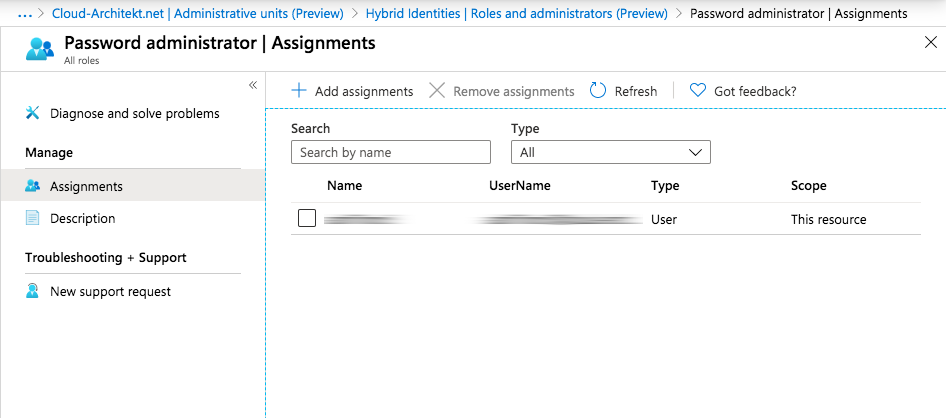 ... > Cloud-Architekt.net | Administrative units (Preview) > Hybrid Identities | Roles and administrators (Preview) > Password administrator | Assignments
Password administrator | Assignments
All roles
«
Diagnose and solve problems
Manage
Assignments
Description
Troubleshooting + Support
New support request
Add assignments Remove assignments Refresh Got feedback?
Search Type
Search by name All
Name UserName Type Scope
User This resource